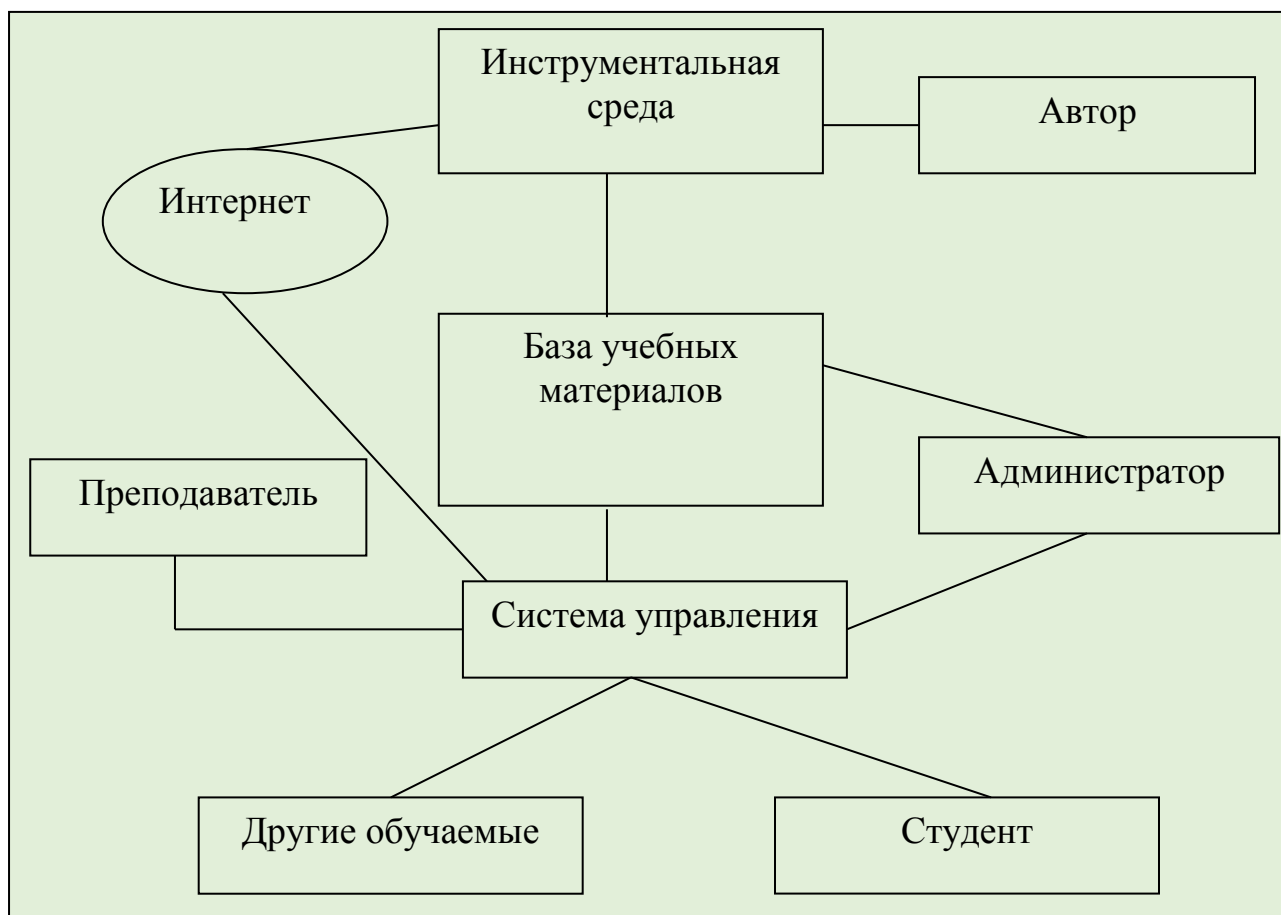 Инструментальная
среда
Автор
Интернет
База учебных
материалов
Администратор
Преподаватель
Система управления
Другие обучаемые
Студент